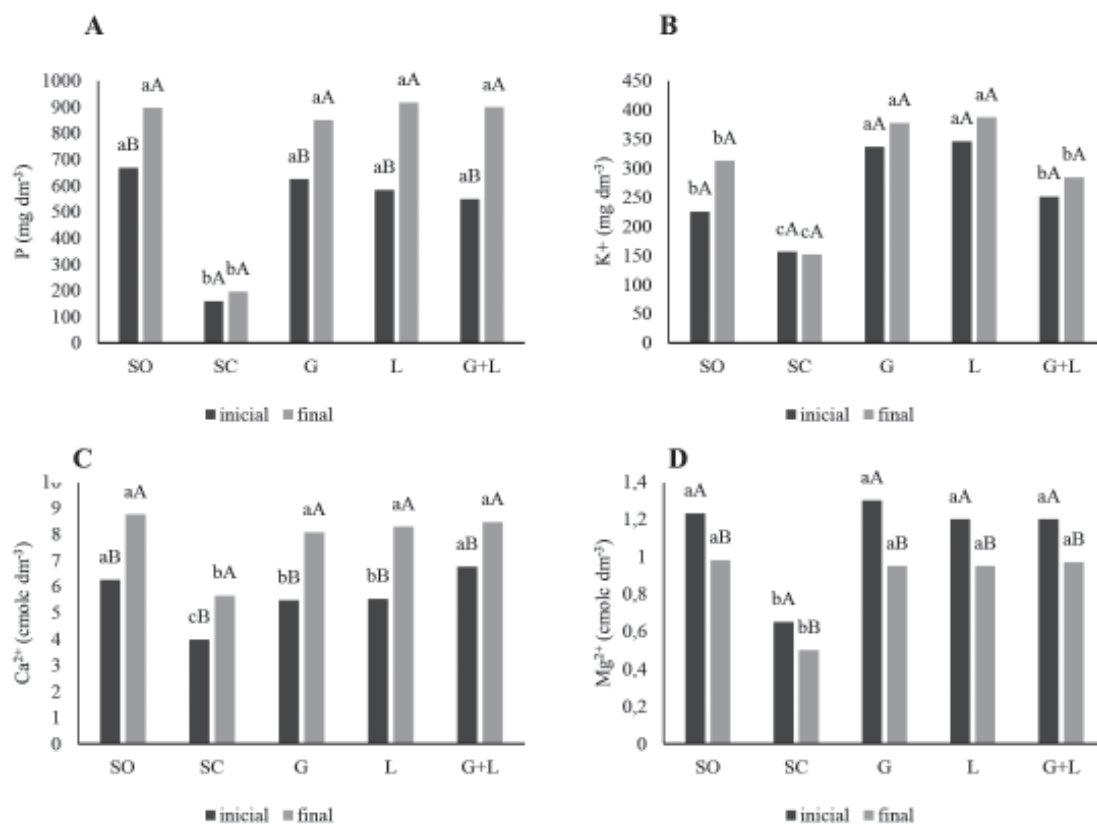 A
P (mg dm⁻³)
1000
900
800
700
600
500
400
300
200
100
0
aB aA
bA bA
aB aA
aB aA
aB aA
SO SC G L G+L
inicial final
B
K+ (mg dm⁻³)
450
400
350
300
250
200
150
100
50
0
bA bA
cA cA
aA aA
aA aA
bA bA
SO SC G L G+L
inicial final
C
Ca²⁺ (cmolc dm⁻³)
10
9
8
7
6
5
4
3
2
1
0
aB aA
cB bA
bB aA
bB aA
aB aA
SO SC G L G+L
inicial final
D
Mg²⁺ (cmolc dm⁻³)
1,4
1,2
1
0,8
0,6
0,4
0,2
0
aA aB
bA bB
aA aB
aA aB
aA aB
SO SC G L G+L
inicial final